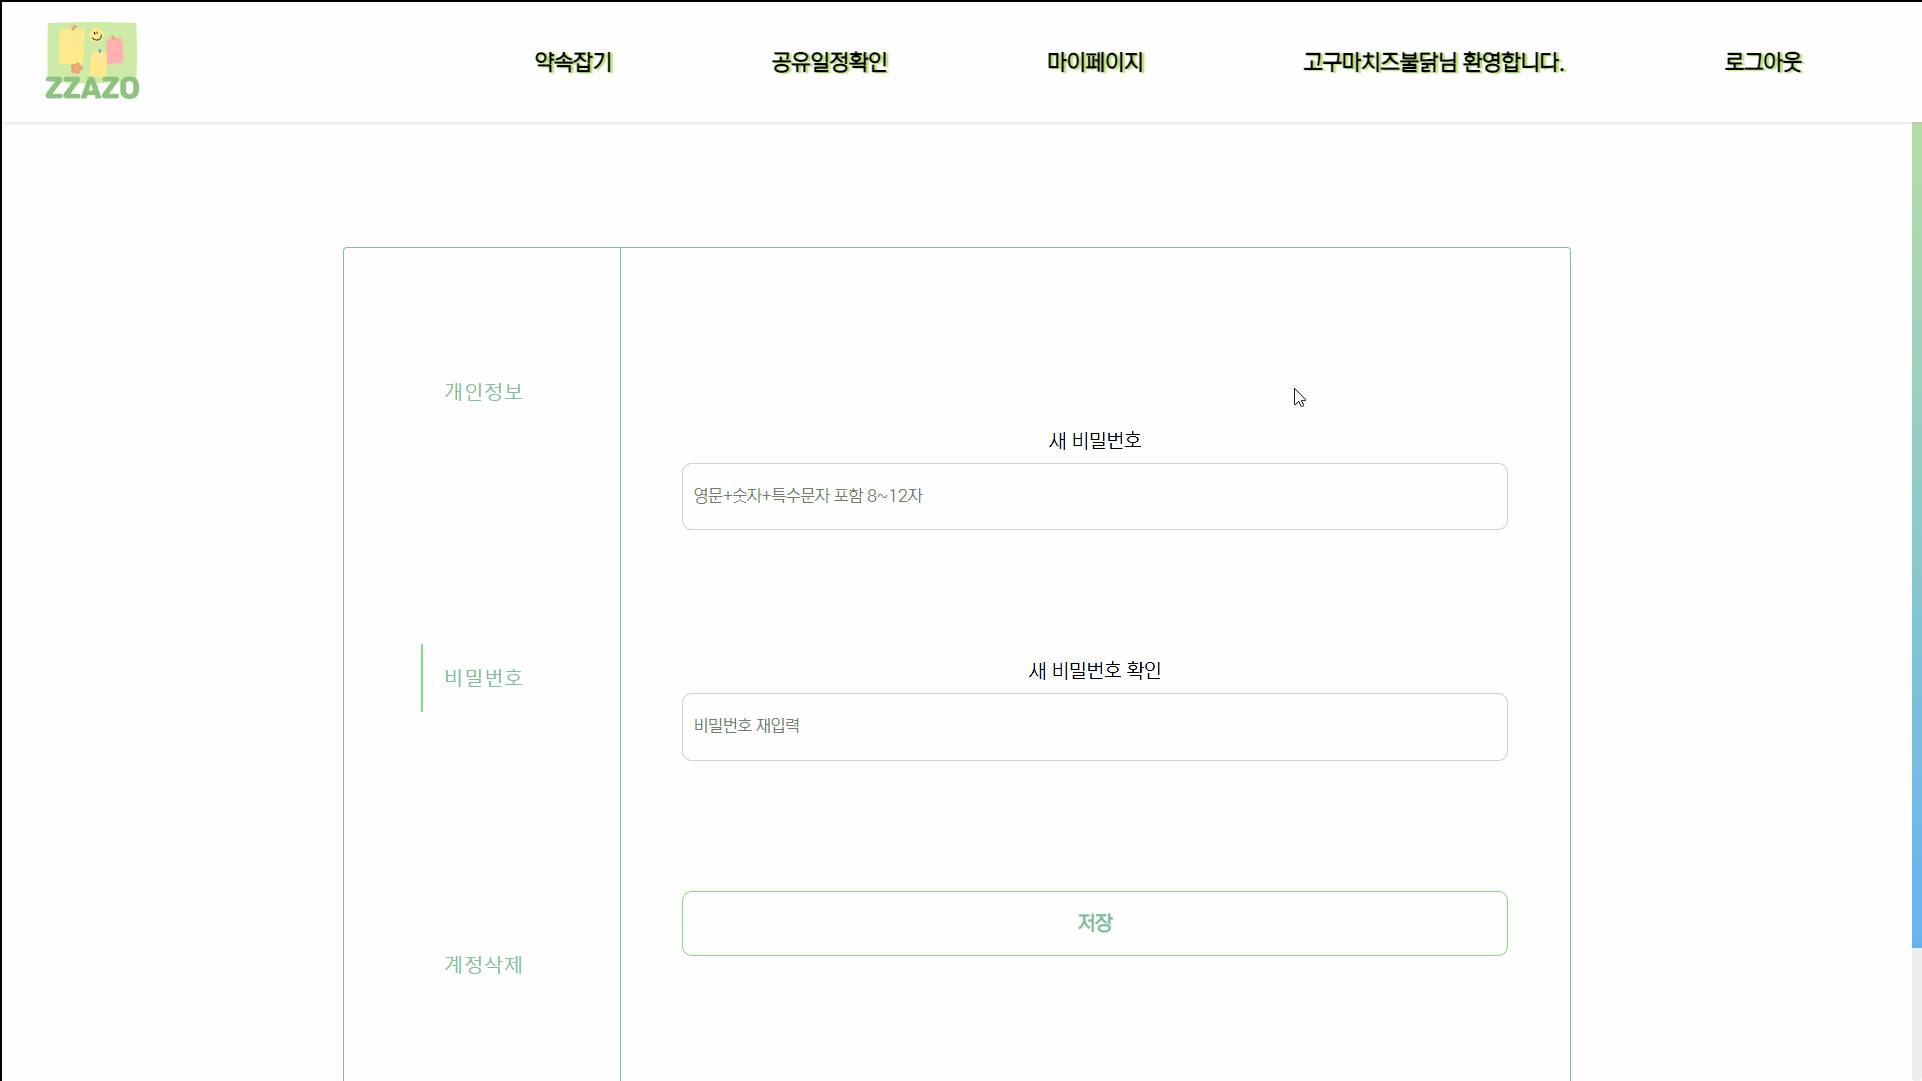 ZZAZO
약속잡기
공유일정확인
마이페이지
고구마치즈불닭님 환영합니다.
로그아웃
개인정보
비밀번호
계정삭제
새 비밀번호
영문+숫자+특수문자 포함 8~12자
새 비밀번호 확인
비밀번호 재입력
저장